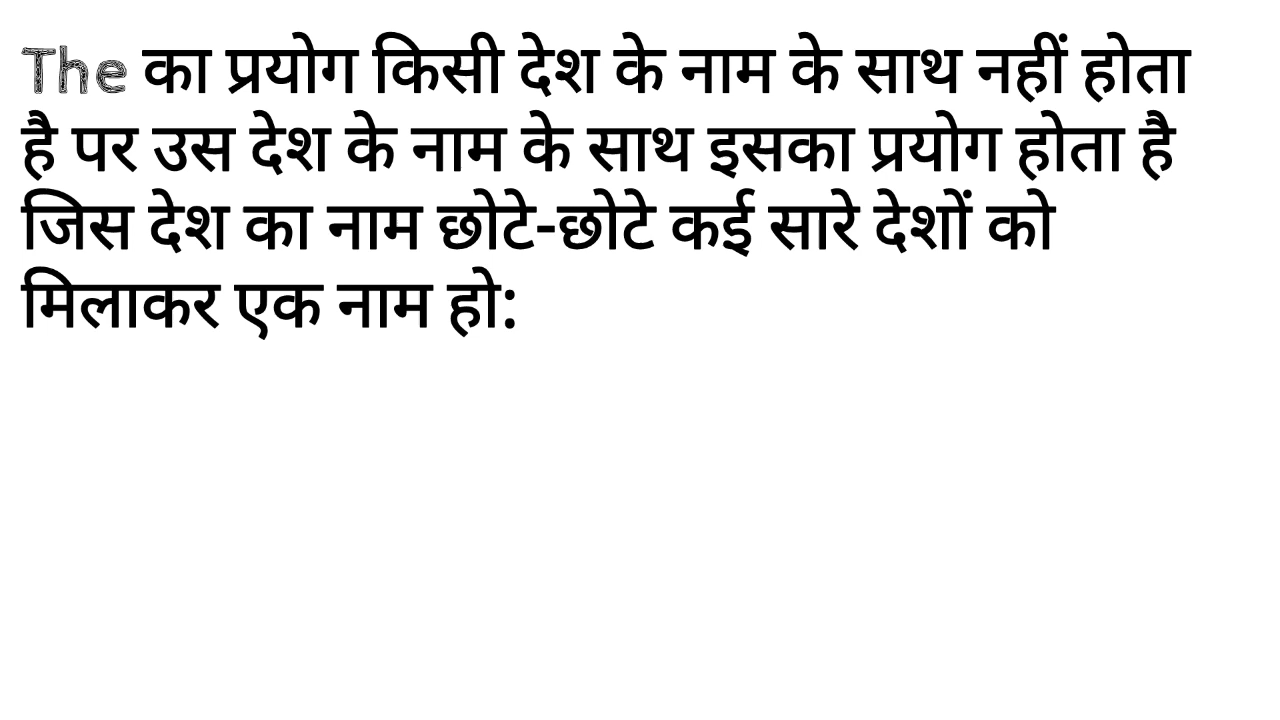 The का प्रयोग किसी देश के नाम के साथ नहीं होता
है पर उस देश के नाम के साथ इसका प्रयोग होता है
जिस देश का नाम छोटे-छोटे कई सारे देशों को
मिलाकर एक नाम हो: